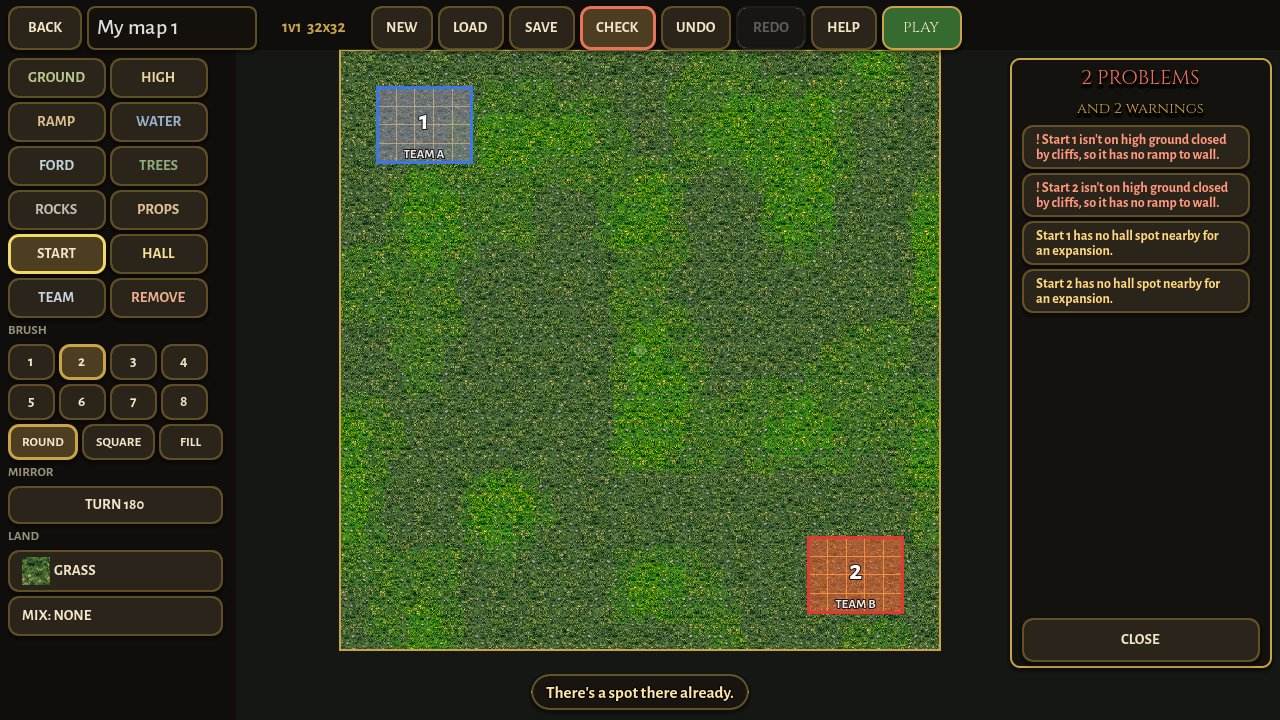 BACK
My map 1
1v1 32x32
NEW
LOAD
SAVE
CHECK
UNDO
REDO
HELP
PLAY
GROUND
HIGH
RAMP
WATER
FORD
TREES
ROCKS
PROPS
START
HALL
TEAM
REMOVE
BRUSH
1
2
3
4
5
6
7
8
ROUND
SQUARE
FILL
MIRROR
TURN 180
LAND
GRASS
MIX: NONE
1
TEAM A
2
TEAM B
There's a spot there already.
2 PROBLEMS
AND 2 WARNINGS
! Start 1 isn't on high ground closed
by cliffs, so it has no ramp to wall.
! Start 2 isn't on high ground closed
by cliffs, so it has no ramp to wall.
Start 1 has no hall spot nearby for
an expansion.
Start 2 has no hall spot nearby for
an expansion.
CLOSE